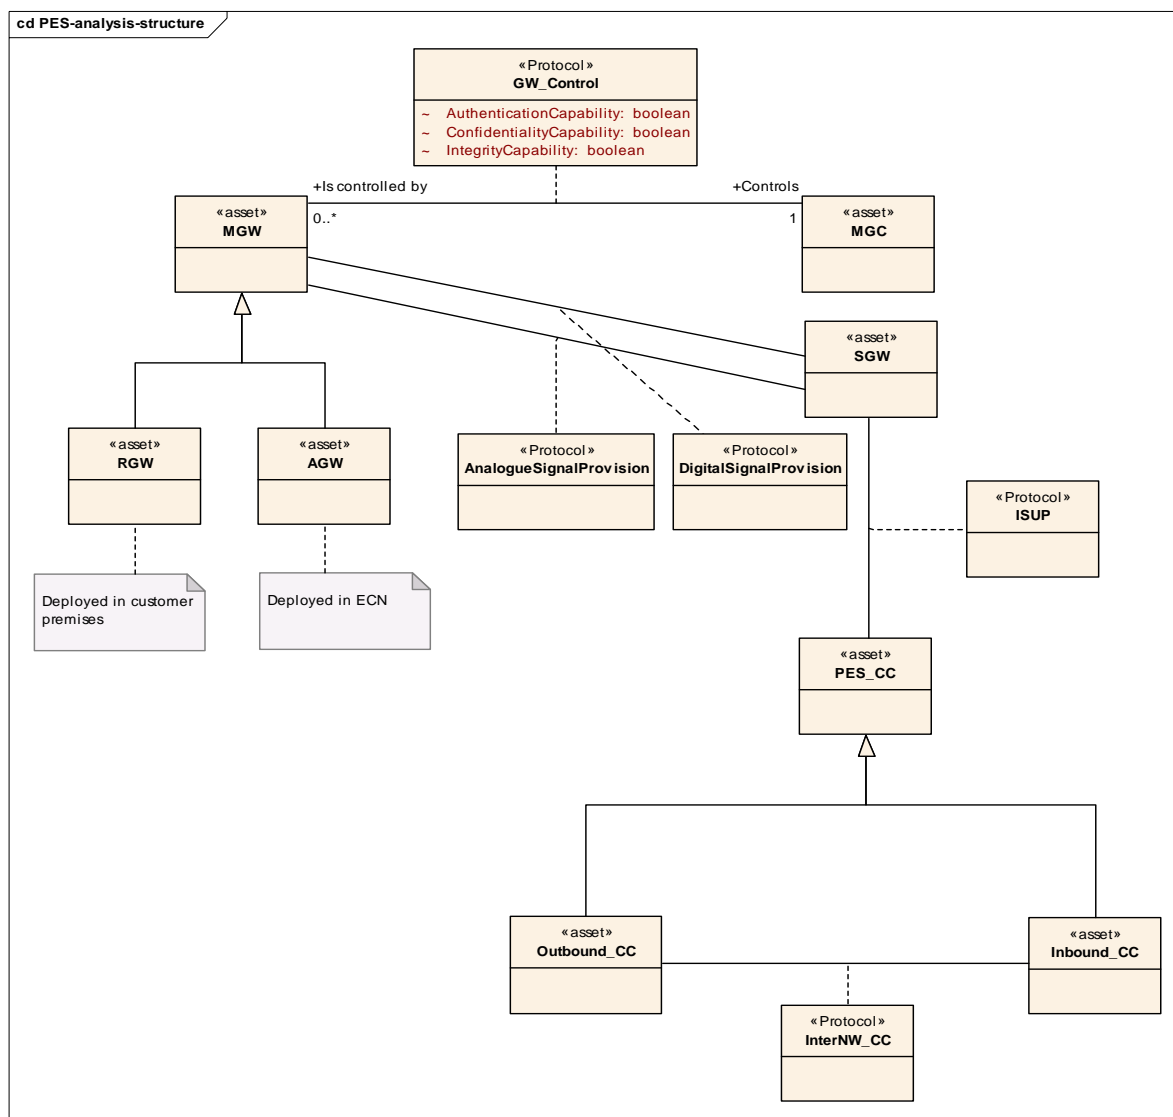 cd PES-analysis-structure
«Protocol»
GW_Control
~ AuthenticationCapability: boolean
~ ConfidentialityCapability: boolean
~ IntegrityCapability: boolean
+Is controlled by
+Controls
0..*
1
«asset»
MGW
«asset»
MGC
«asset»
SGW
«asset»
RGW
«asset»
AGW
«Protocol»
AnalogueSignalProvision
«Protocol»
DigitalSignalProvision
«Protocol»
ISUP
Deployed in customer
premises
Deployed in ECN
«asset»
PES_CC
«asset»
Outbound_CC
«asset»
Inbound_CC
«Protocol»
InterNW_CC